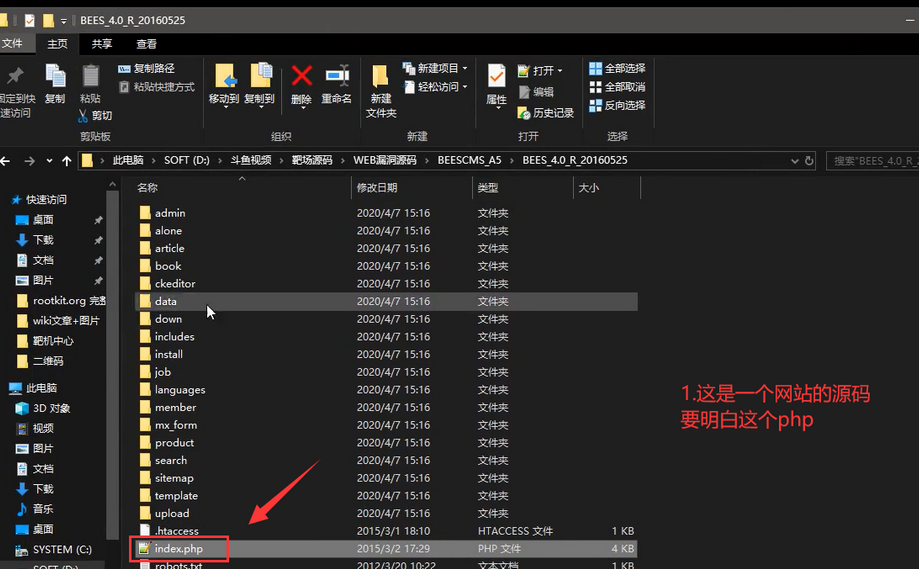 BEES_4.0_R_20160525
文件 主页 共享 查看
固定到快速访问 复制 粘贴 复制路径 粘贴快捷方式 剪切 移动到 复制到 删除 重命名 新建文件夹 新建项目 轻松访问 属性 打开 编辑 历史记录 全部选择 全部取消 反向选择
剪贴板 组织 新建 打开 选择
此电脑 SOFT (D:) 斗鱼视频 靶场源码 WEB漏洞源码 BEESCMS_A5 BEES_4.0_R_20160525 搜索"BEES_4.0_R_2
名称 修改日期 类型 大小
快速访问
桌面
下载
文档
图片
rootkit.org 完整
wiki文章+图片
靶机中心
二维码
此电脑
3D 对象
视频
图片
文档
下载
音乐
桌面
SYSTEM (C:)
SOFT (D:)
admin 2020/4/7 15:16 文件夹
alone 2020/4/7 15:16 文件夹
article 2020/4/7 15:16 文件夹
book 2020/4/7 15:16 文件夹
ckeditor 2020/4/7 15:16 文件夹
data 2020/4/7 15:16 文件夹
down 2020/4/7 15:16 文件夹
includes 2020/4/7 15:16 文件夹
install 2020/4/7 15:16 文件夹
job 2020/4/7 15:16 文件夹
languages 2020/4/7 15:16 文件夹
member 2020/4/7 15:16 文件夹
mx_form 2020/4/7 15:16 文件夹
product 2020/4/7 15:16 文件夹
search 2020/4/7 15:16 文件夹
sitemap 2020/4/7 15:16 文件夹
template 2020/4/7 15:16 文件夹
upload 2020/4/7 15:16 文件夹
.htaccess 2015/3/1 18:10 HTACCESS 文件 1 KB
index.php 2015/3/2 17:29 PHP 文件 4 KB
robots.txt 2012/3/20 10:22 文本文档 1 KB
1.这是一个网站的源码
要明白这个php